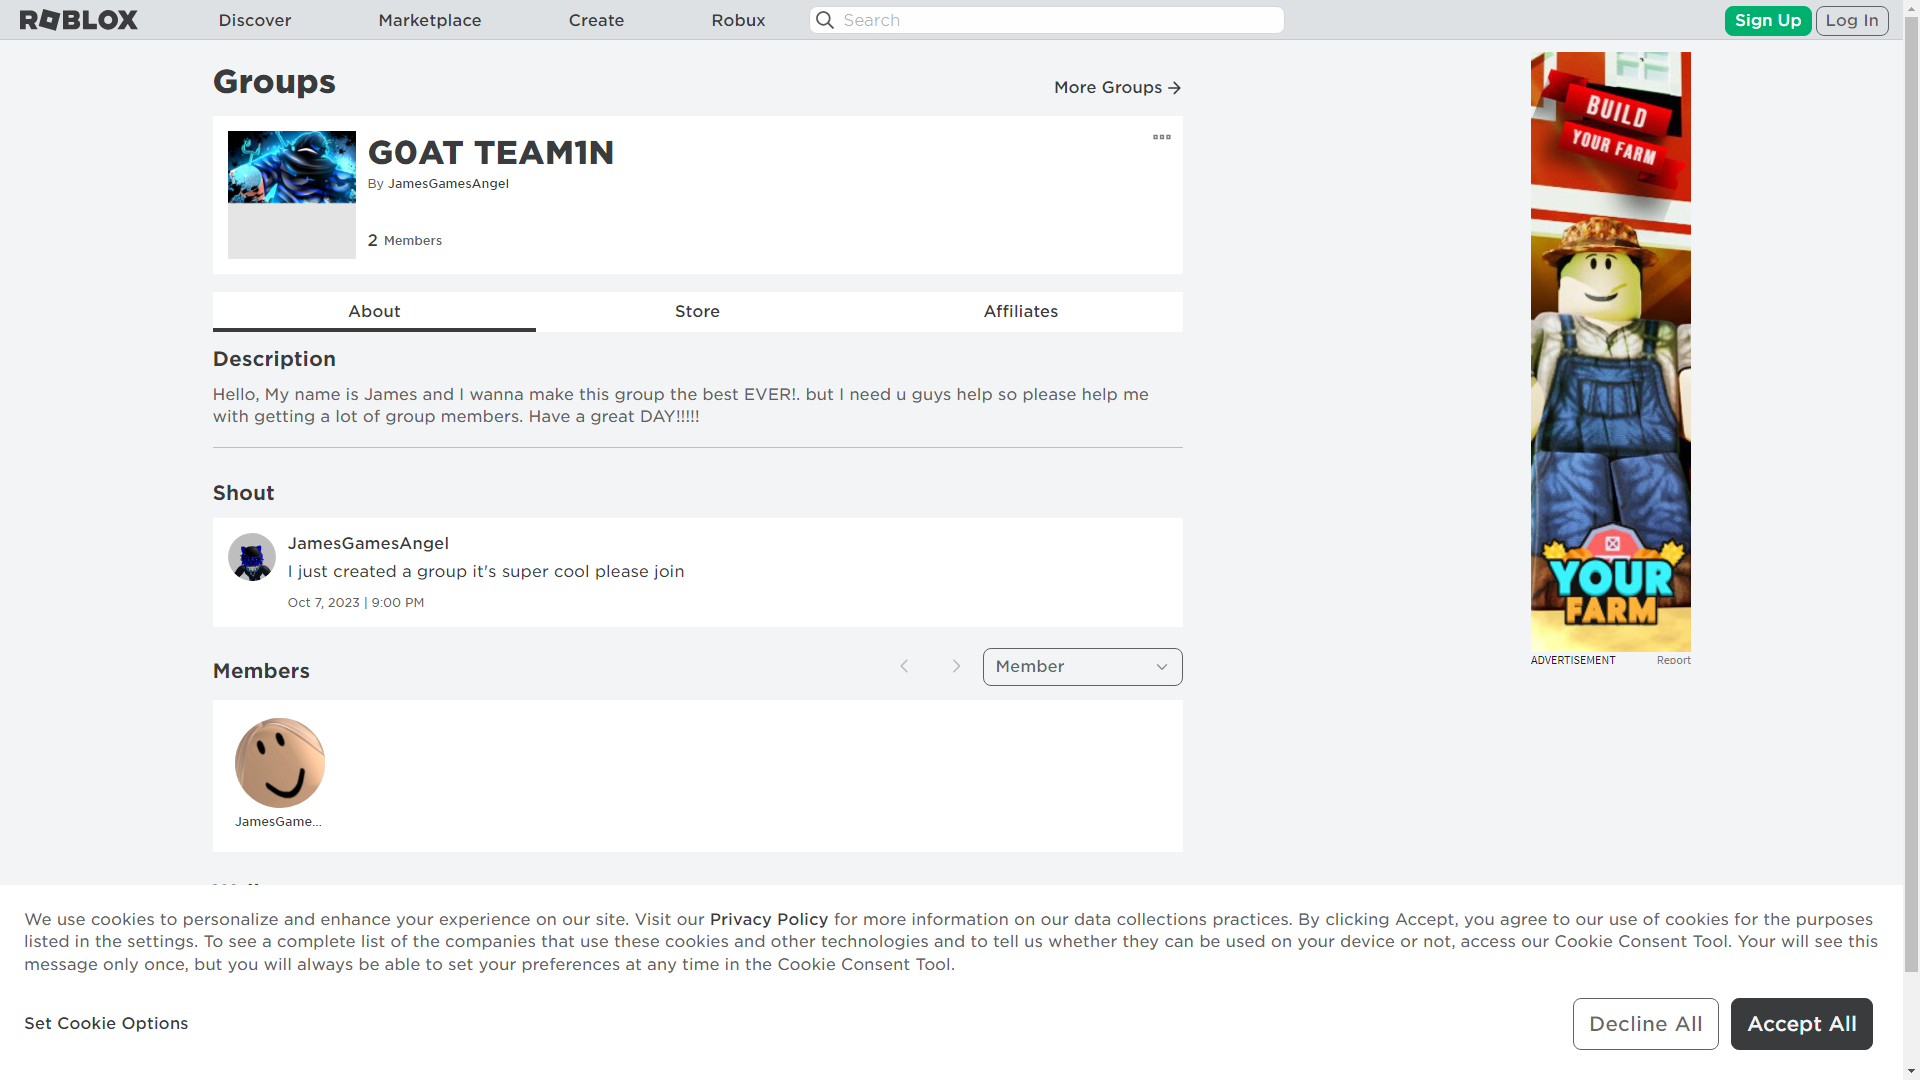 ROBLOX
Discover
Marketplace
Create
Robux
Search
Sign Up
Log In
Groups
More Groups
G0AT TEAM1N
By JamesGamesAngel
2 Members
About
Store
Affiliates
Description
Hello, My name is James and I wanna make this group the best EVER!. but I need u guys help so please help me
with getting a lot of group members. Have a great DAY!!!!!
Shout
JamesGamesAngel
I just created a group it's super cool please join
Oct 7, 2023 | 9:00 PM
Members
Member
JamesGame...
BUILD
YOUR FARM
YOUR
FARM
ADVERTISEMENT
Report
We use cookies to personalize and enhance your experience on our site. Visit our Privacy Policy for more information on our data collections practices. By clicking Accept, you agree to our use of cookies for the purposes
listed in the settings. To see a complete list of the companies that use these cookies and other technologies and to tell us whether they can be used on your device or not, access our Cookie Consent Tool. Your will see this
message only once, but you will always be able to set your preferences at any time in the Cookie Consent Tool.
Set Cookie Options
Decline All
Accept All